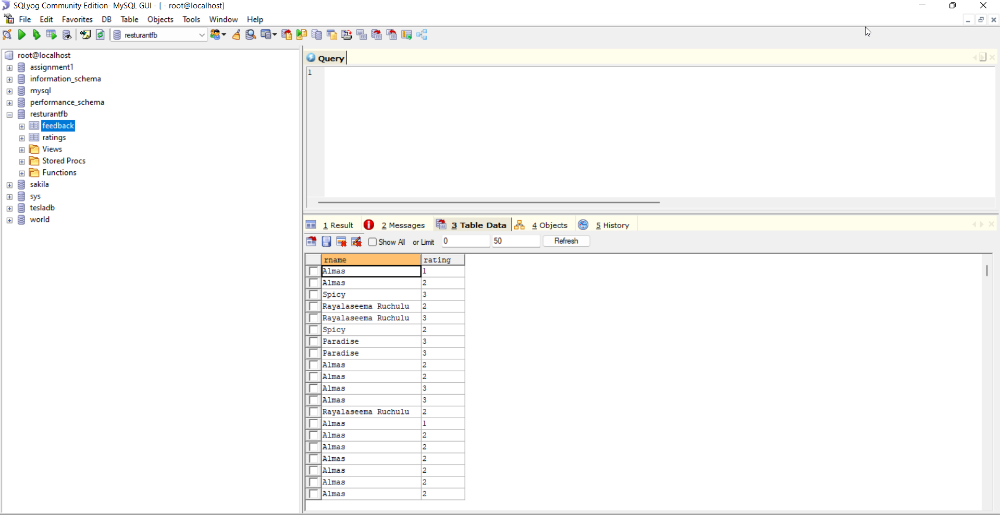 SQLyog Community Edition- MySQL GUI - [ - root@localhost]
File Edit Favorites DB Table Objects Tools Window Help
resturantfb
root@localhost
assignment1
information_schema
mysql
performance_schema
resturantfb
feedback
ratings
Views
Stored Procs
Functions
sakila
sys
tesladb
world
Query
1
1 Result 2 Messages 3 Table Data 4 Objects 5 History
Show All or Limit 0 50 Refresh
rname rating
Almas 1
Almas 2
Spicy 3
Rayalaseema Ruchulu 2
Rayalaseema Ruchulu 3
Spicy 2
Paradise 3
Paradise 3
Almas 2
Almas 2
Almas 3
Almas 3
Rayalaseema Ruchulu 2
Almas 1
Almas 2
Almas 2
Almas 2
Almas 2
Almas 2
Almas 2